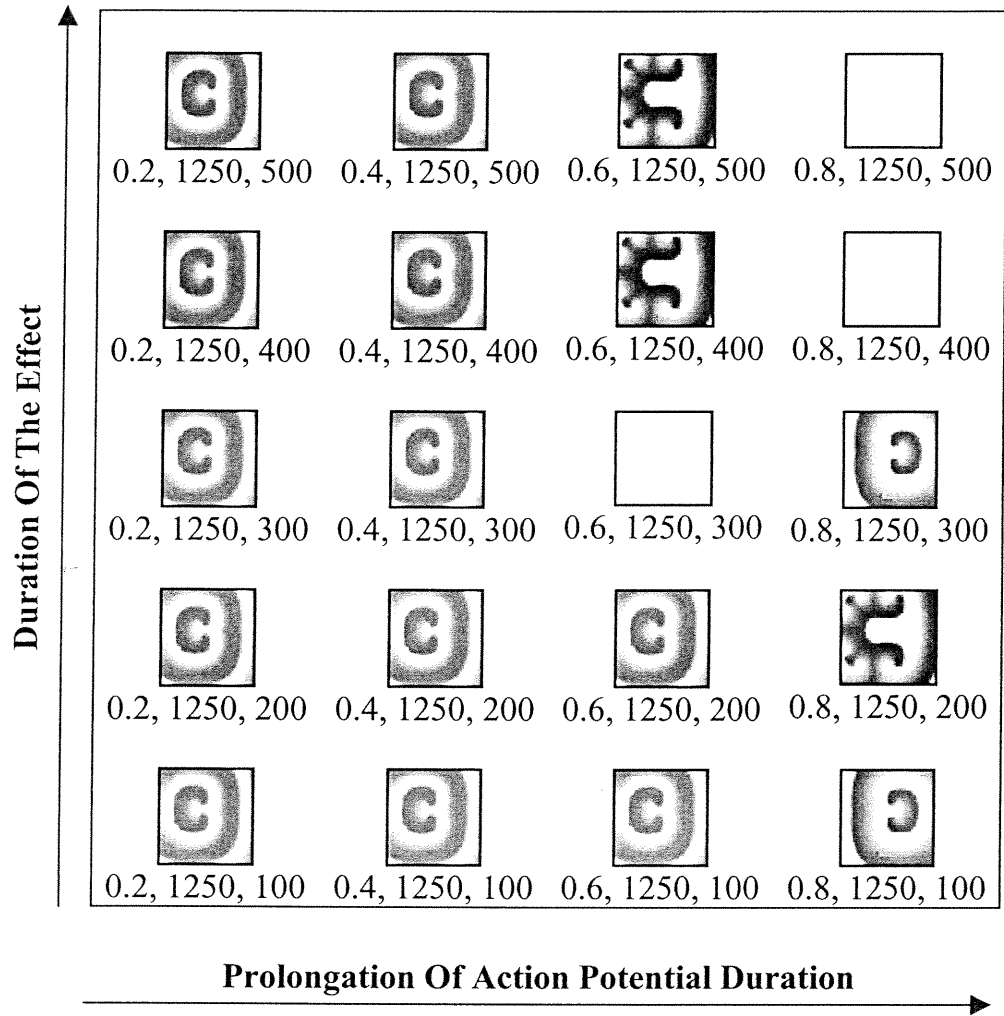 0.2, 1250, 500 0.4, 1250, 500 0.6, 1250, 500 0.8, 1250, 500
0.2, 1250, 400 0.4, 1250, 400 0.6, 1250, 400 0.8, 1250, 400
0.2, 1250, 300 0.4, 1250, 300 0.6, 1250, 300 0.8, 1250, 300
0.2, 1250, 200 0.4, 1250, 200 0.6, 1250, 200 0.8, 1250, 200
0.2, 1250, 100 0.4, 1250, 100 0.6, 1250, 100 0.8, 1250, 100
Duration Of The Effect
Prolongation Of Action Potential Duration